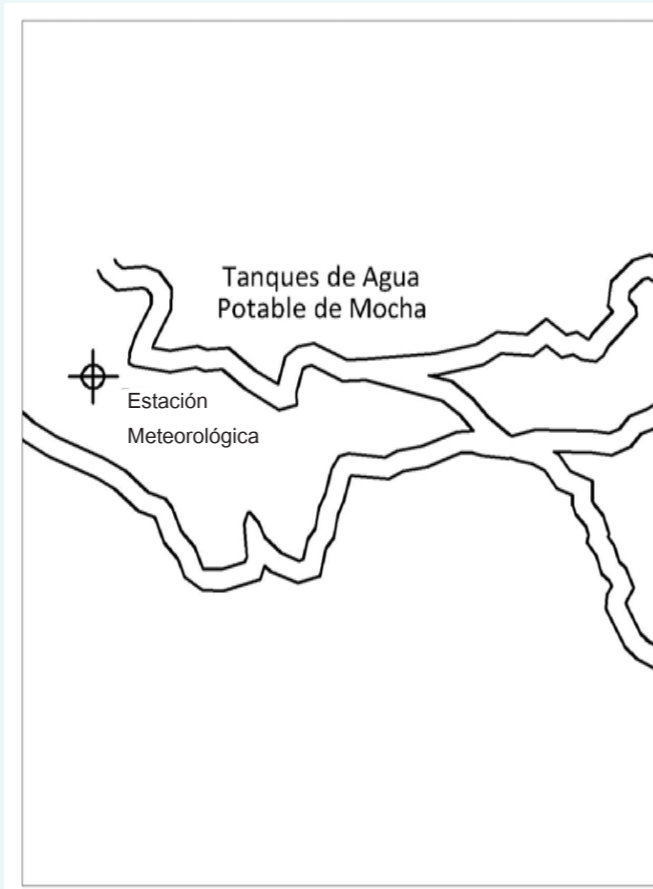 Tanques de Agua
Potable de Mocha
Estación
Meteorológica